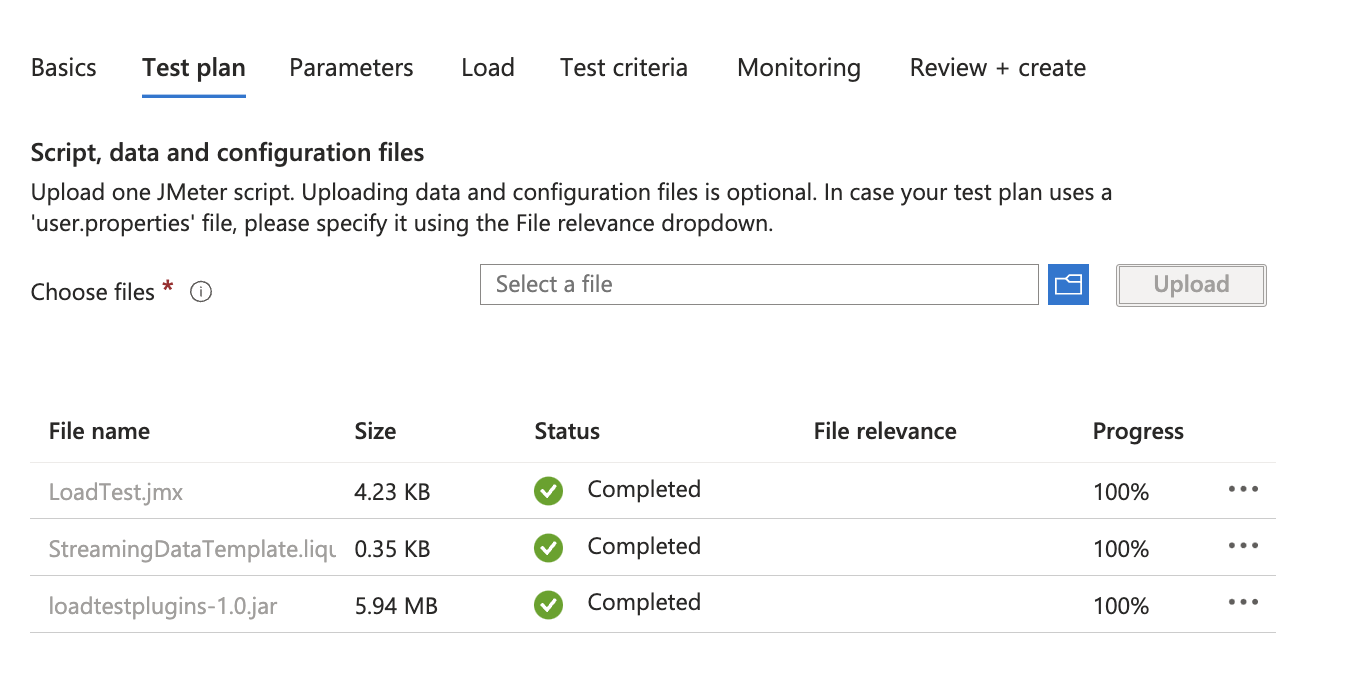 Basics Test plan Parameters Load Test criteria Monitoring Review + create
Script, data and configuration files
Upload one JMeter script. Uploading data and configuration files is optional. In case your test plan uses a
'user.properties' file, please specify it using the File relevance dropdown.
Choose files * Select a file Upload
File name Size Status File relevance Progress
LoadTest.jmx 4.23 KB Completed 100%
StreamingDataTemplate.liqu 0.35 KB Completed 100%
loadtestplugins-1.0.jar 5.94 MB Completed 100%